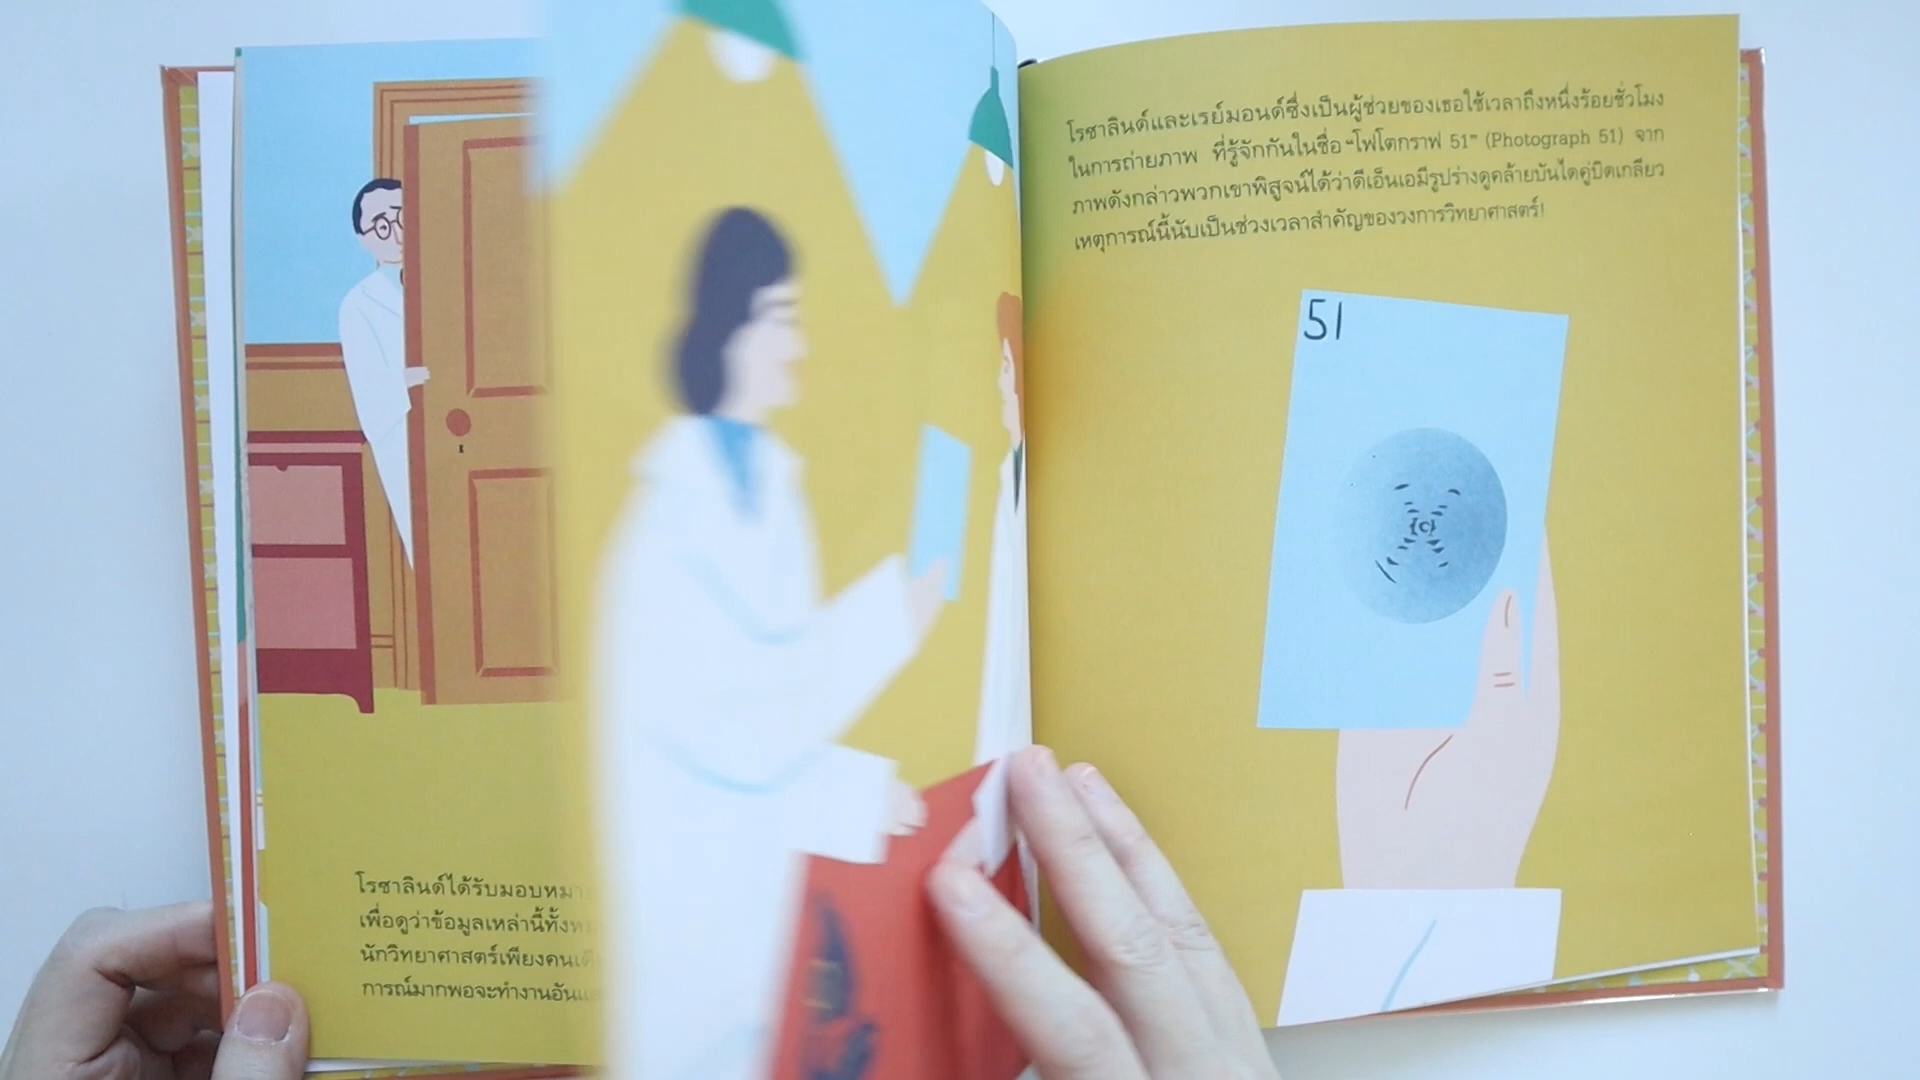 โรซาลินด์และเรย์มอนด์ซึ่งเป็นผู้ช่วยของเธอใช้เวลาถึงหนึ่งร้อยชั่วโมง
ในการถ่ายภาพ ที่รู้จักกันในชื่อ “โฟโตกราฟ 51” (Photograph 51) จาก
ภาพดังกล่าวพวกเขาพิสูจน์ได้ว่าดีเอ็นเอมีรูปร่างดูคล้ายบันไดคู่บิดเกลียว
เหตุการณ์นี้นับเป็นช่วงเวลาสำคัญของวงการวิทยาศาสตร์!
51
โรซาลินด์ได้รับมอบหมาย
เพื่อดูว่าข้อมูลเหล่านี้ทั้ง
นักวิทยาศาสตร์เพียงคน
การณ์มากพอจะทำงานอัน